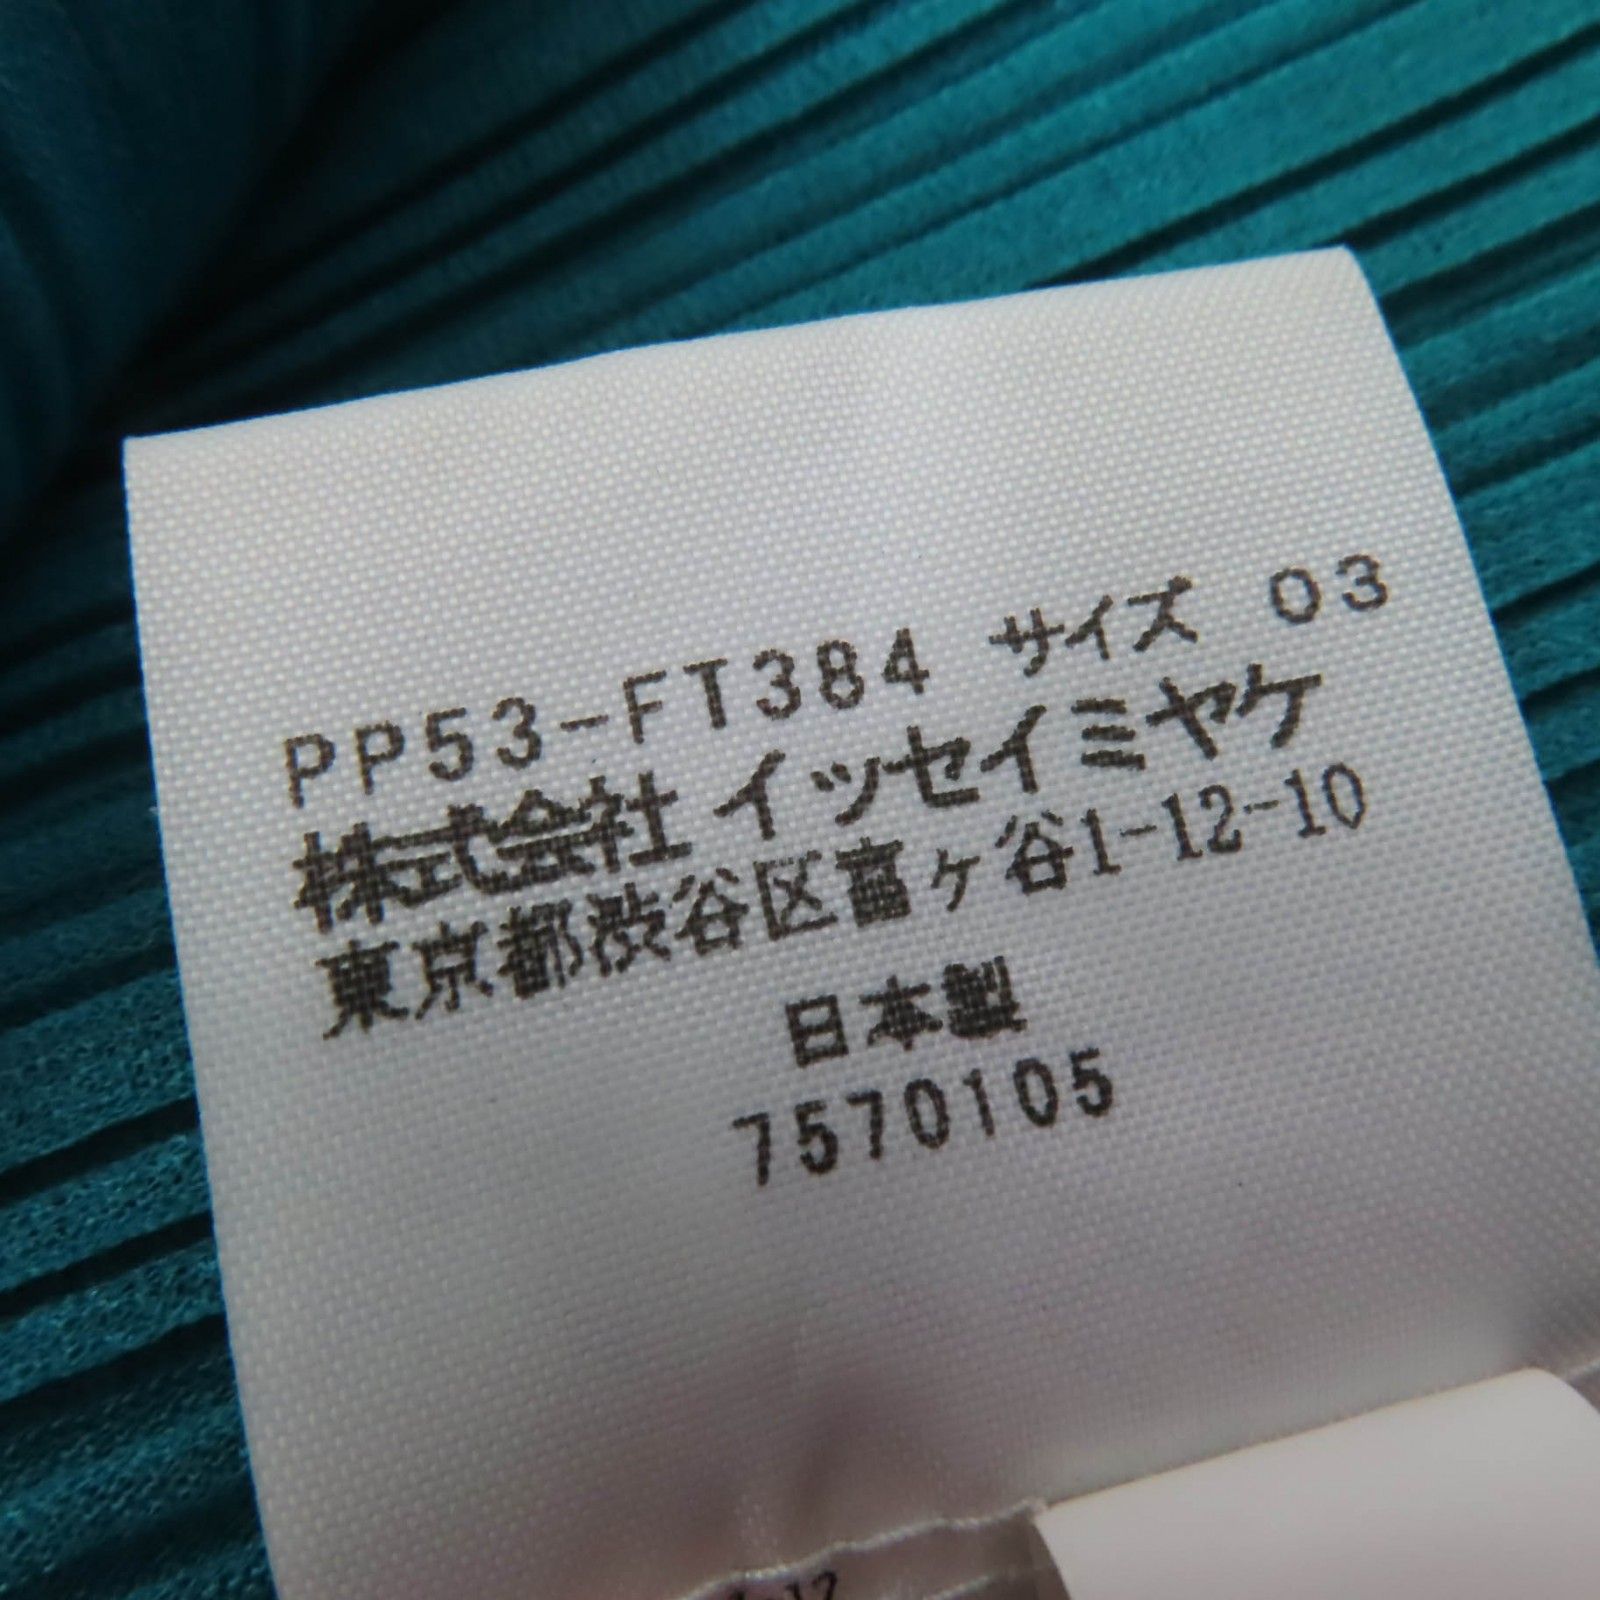 PP53-FT384 サイズ 03
株式会社 イッセイミヤケ
東京都渋谷区富ヶ谷1-12-10
日本製
7570105